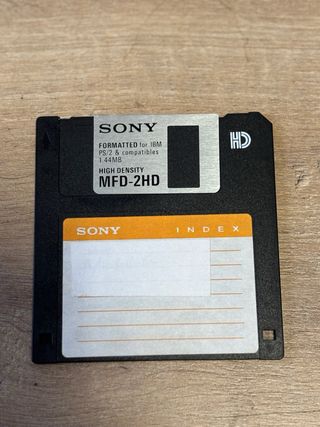 SONY
FORMATTED for IBM
PS/2 & compatibles
1.44MB
HIGH DENSITY
MFD-2HD
HD
SONY INDEX